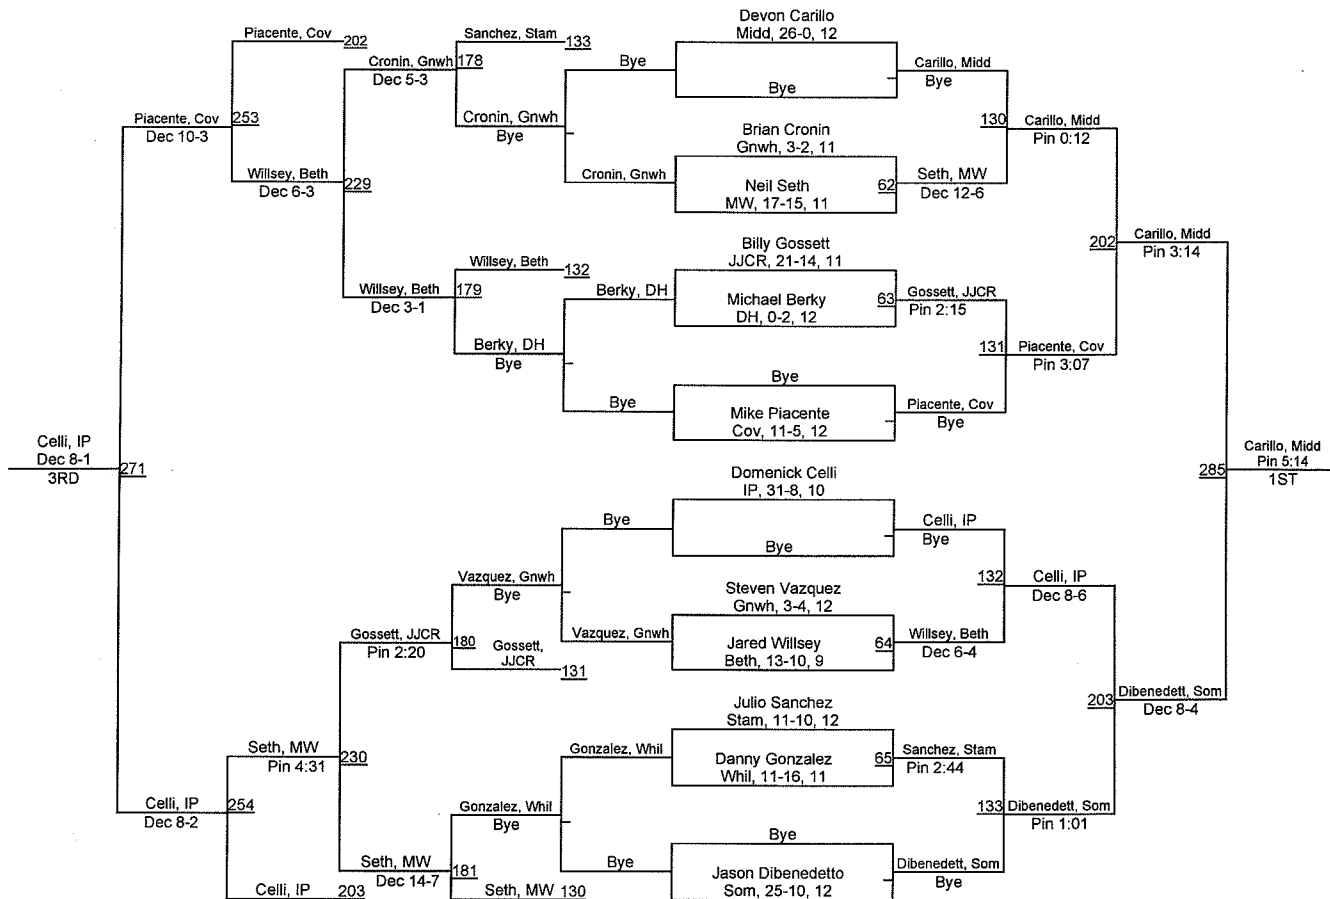 Devon Carillo
Midd, 26-0, 12
Bye
Brian Cronin
Gnwh, 3-2, 11
Neil Seth
MW, 17-15, 11
62
Billy Gossett
JJCR, 21-14, 11
Michael Berky
DH, 0-2, 12
63
Bye
Mike Piacente
Cov, 11-5, 12
Domenick Celli
IP, 31-8, 10
Bye
Steven Vazquez
Gnwh, 3-4, 12
Jared Willsey
Beth, 13-10, 9
64
Julio Sanchez
Stam, 11-10, 12
Danny Gonzalez
Whil, 11-16, 11
65
Bye
Jason Dibenedetto
Som, 25-10, 12
Carillo, Midd
Bye
130
Seth, MW
Dec 12-6
Gossett, JJCR
Pin 2:15
131
Piacente, Cov
Bye
Celli, IP
Bye
132
Willsey, Beth
Dec 6-4
Sanchez, Stam
Pin 2:44
133
Dibenedett, Som
Bye
Carillo, Midd
Pin 0:12
202
Piacente, Cov
Pin 3:07
Celli, IP
Dec 8-6
203
Dibenedett, Som
Pin 1:01
Carillo, Midd
Pin 3:14
285
Dibenedett, Som
Dec 8-4
Carillo, Midd
Pin 5:14
1ST
Bye
Cronin, Gnwh
Berky, DH
Bye
Bye
Vazquez, Gnwh
Gonzalez, Whil
Bye
Sanchez, Stam
133
178
Cronin, Gnwh
Bye
Willsey, Beth
132
179
Berky, DH
Bye
Vazquez, Gnwh
Bye
180
Gossett,
JJCR
131
Gonzalez, Whil
Bye
181
Seth, MW
130
Cronin, Gnwh
Dec 5-3
229
Willsey, Beth
Dec 3-1
Gossett, JJCR
Pin 2:20
230
Seth, MW
Dec 14-7
Piacente, Cov
202
253
Willsey, Beth
Dec 6-3
Seth, MW
Pin 4:31
254
Celli, IP
203
Piacente, Cov
Dec 10-3
271
Celli, IP
Dec 8-2
Celli, IP
Dec 8-1
3RD